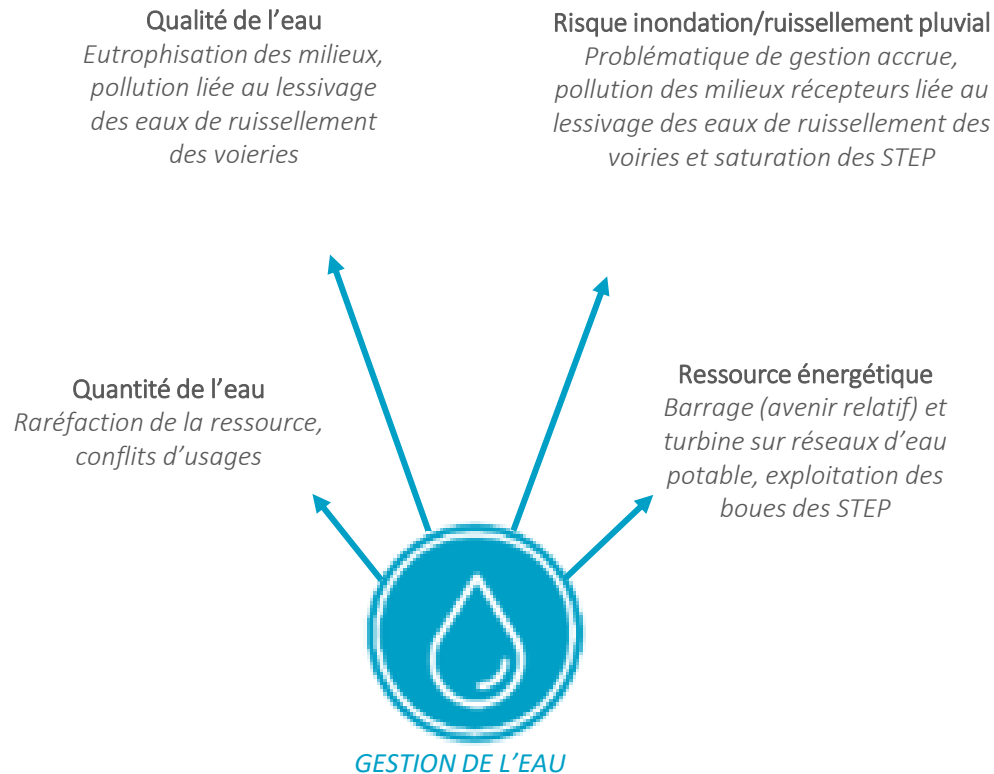 Qualité de l’eau
Eutrophisation des milieux,
pollution liée au lessivage
des eaux de ruissellement
des voieries
Risque inondation/ruissellement pluvial
Problématique de gestion accrue,
pollution des milieux récepteurs liée au
lessivage des eaux de ruissellement des
voiries et saturation des STEP
Quantité de l’eau
Raréfaction de la ressource,
conflits d’usages
Ressource énergétique
Barrage (avenir relatif) et
turbine sur réseaux d’eau
potable, exploitation des
boues des STEP
GESTION DE L’EAU